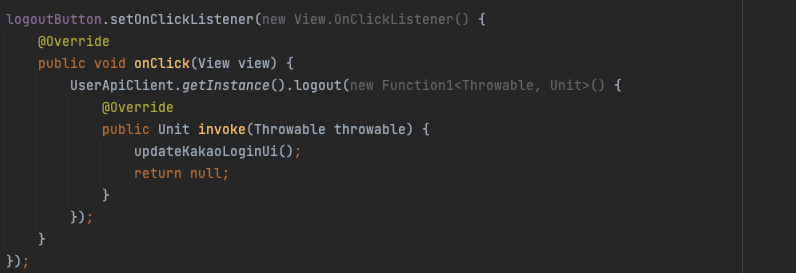 logoutButton.setOnClickListener(new View.OnClickListener() {
@Override
public void onClick(View view) {
UserApiClient.getInstance().logout(new Function1<Throwable, Unit>() {
@Override
public Unit invoke(Throwable throwable) {
updateKakaoLoginUi();
return null;
}
});
}
});